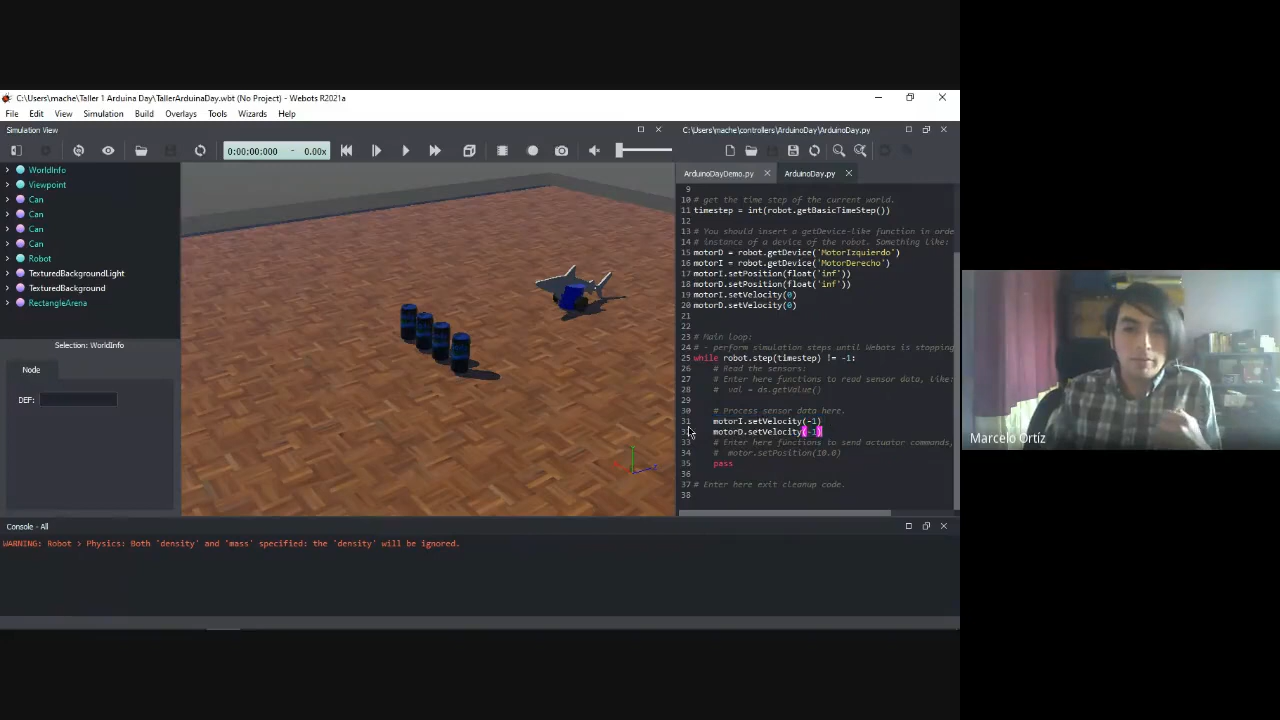 C:\Users\mache\Taller 1 Arduina Day\TallerArduinaDay.wbt (No Project) - Webots R2021a
File Edit View Simulation Build Overlays Tools Wizards Help
Simulation View
0:00:00:000 - 0.00x
WorldInfo
Viewpoint
Can
Can
Can
Can
Robot
TexturedBackgroundLight
TexturedBackground
RectangleArena
Selection: WorldInfo
Node
DEF:
C:\Users\mache\controllers\ArduinoDay\ArduinoDay.py
ArduinoDayDemo.py ArduinoDay.py
9
10 # get the time step of the current world.
11 timestep = int(robot.getBasicTimeStep())
12
13 # You should insert a getDevice-like function in orde
14 # instance of a device of the robot. Something like:
15 motorD = robot.getDevice('MotorIzquierdo')
16 motorI = robot.getDevice('MotorDerecho')
17 motorI.setPosition(float('inf'))
18 motorD.setPosition(float('inf'))
19 motorI.setVelocity(0)
20 motorD.setVelocity(0)
21
22
23 # Main loop:
24 # - perform simulation steps until Webots is stopping
25 while robot.step(timestep) != -1:
26 # Read the sensors:
27 # Enter here functions to read sensor data, like:
28 # val = ds.getValue()
29
30 # Process sensor data here.
31 motorI.setVelocity(-1)
motorD.setVelocity(-1)
33 # Enter here functions to send actuator commands,
34 # motor.setPosition(10.0)
35 pass
36
37 # Enter here exit cleanup code.
38
Console - All
WARNING: Robot > Physics: Both 'density' and 'mass' specified: the 'density' will be ignored.
Marcelo Ortíz